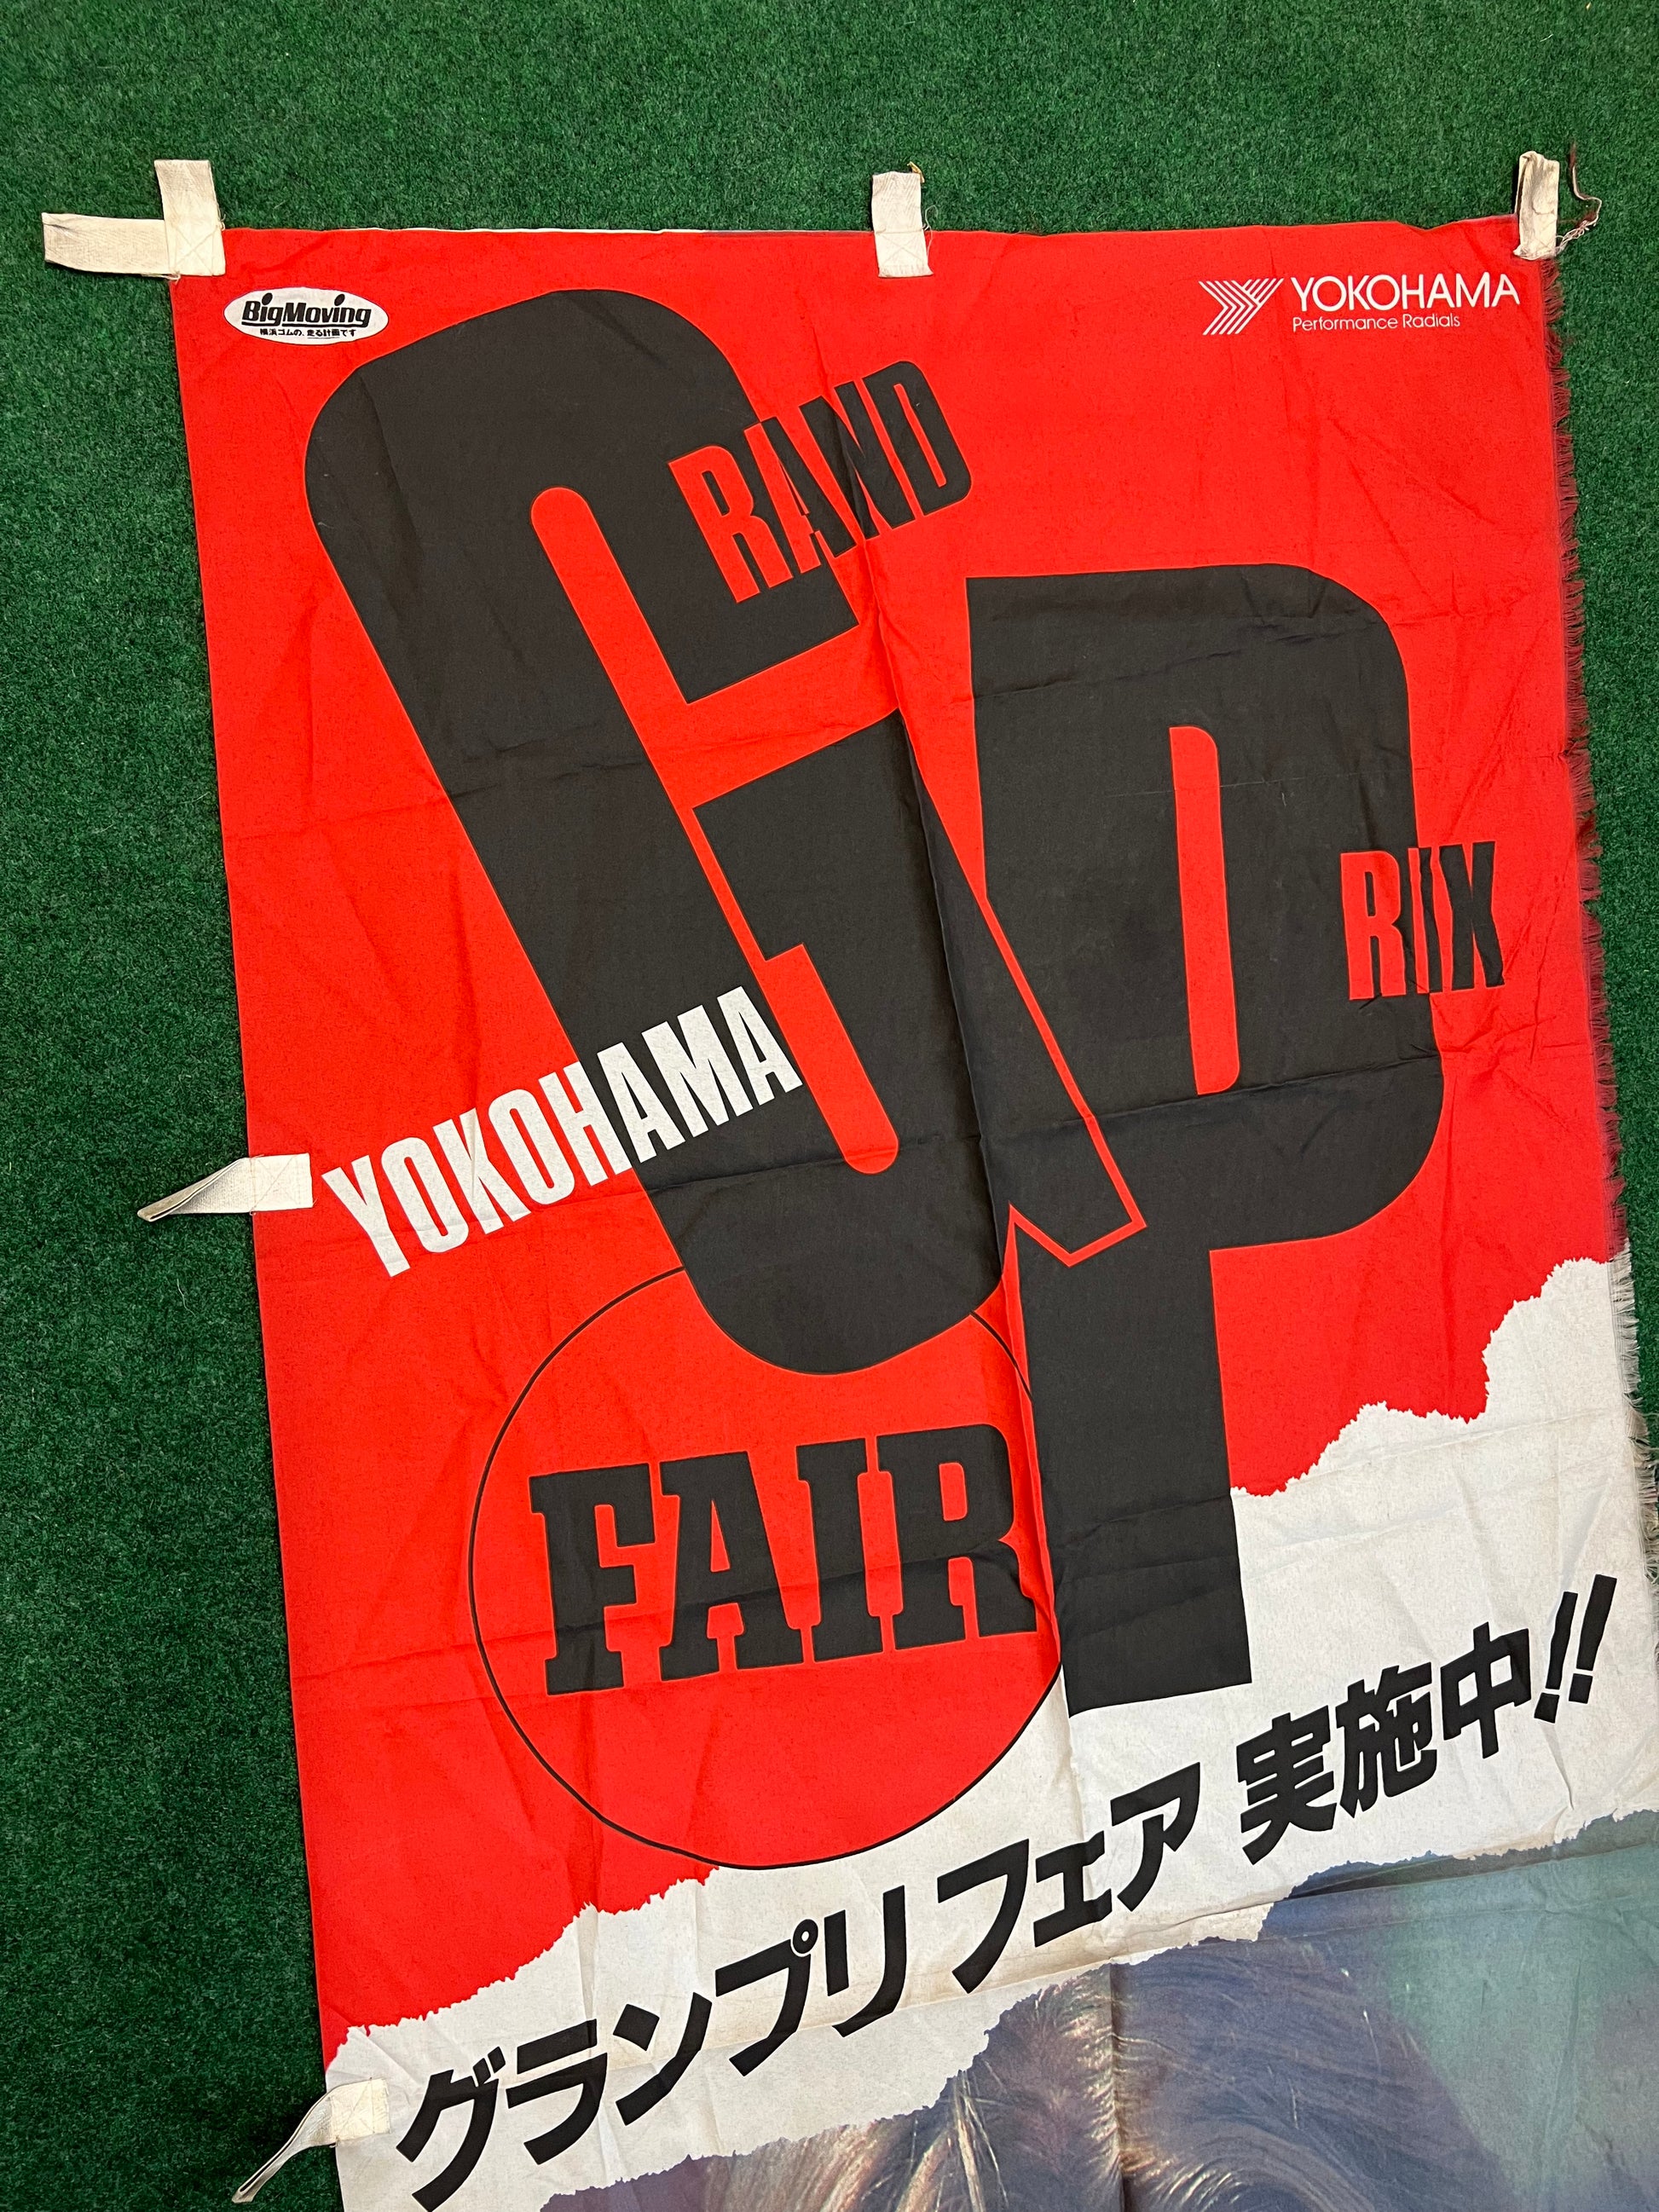 BigMoving
横浜ゴムの、走る計画です
YOKOHAMA
Performance Radials
GRAND
PRIX
YOKOHAMA
FAIR
グランプリ フェア 実施中!!